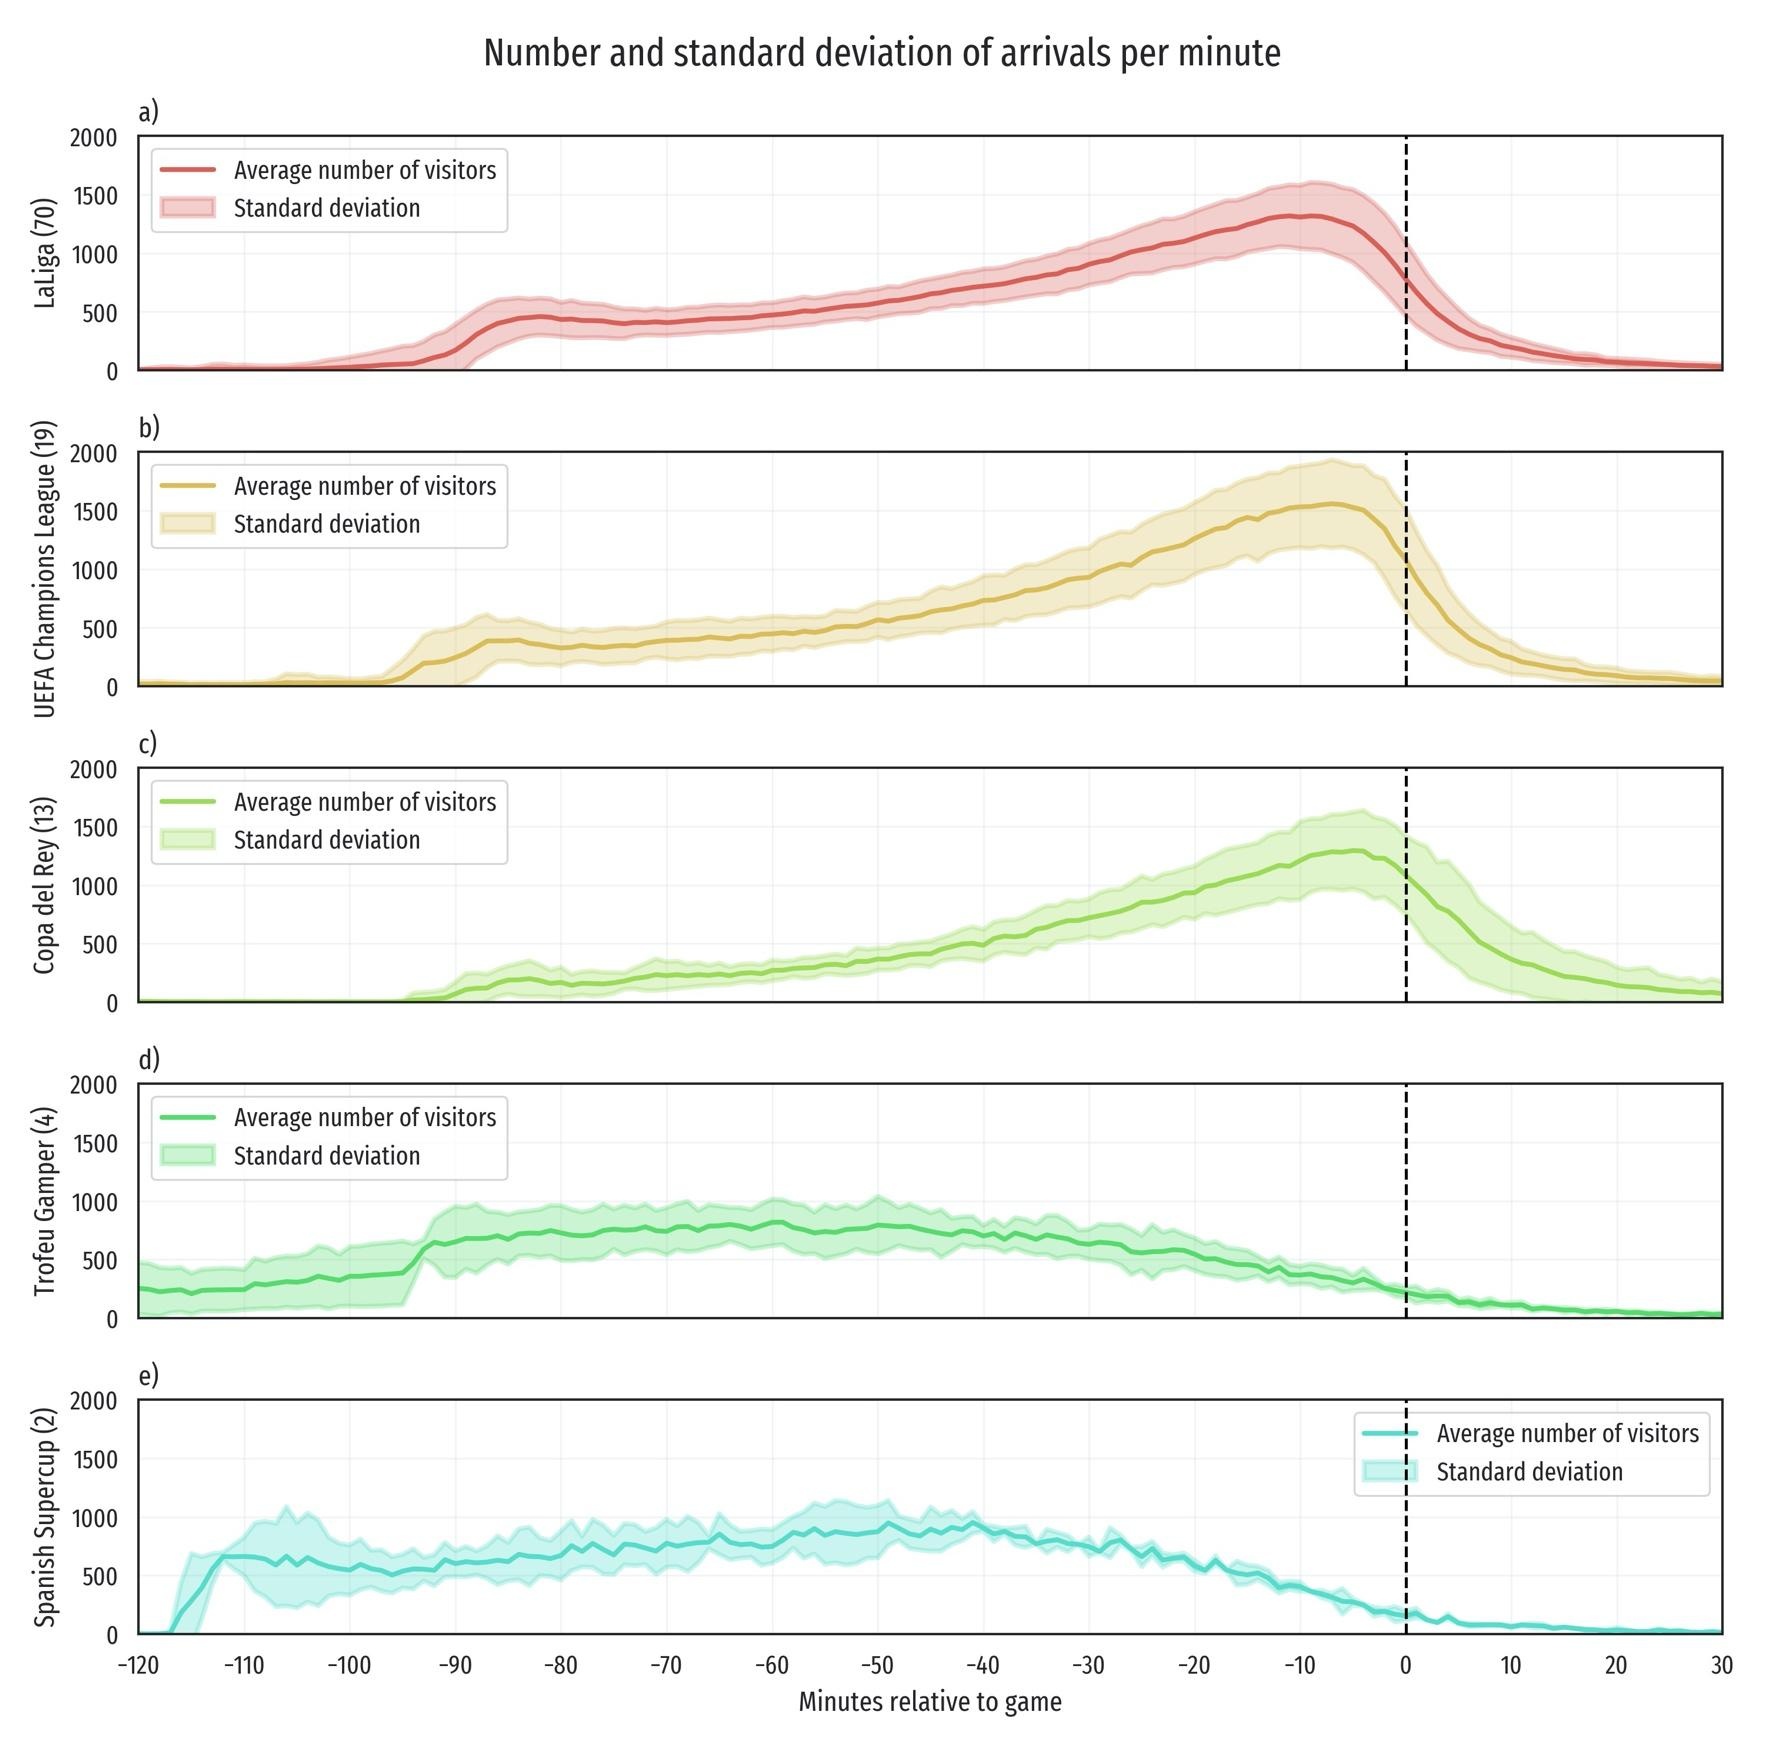 Number and standard deviation of arrivals per minute
a)
LaLiga (70)
2000
1500
1000
500
0
Average number of visitors
Standard deviation
b)
UEFA Champions League (19)
2000
1500
1000
500
0
Average number of visitors
Standard deviation
c)
Copa del Rey (13)
2000
1500
1000
500
0
Average number of visitors
Standard deviation
d)
Trofeu Gamper (4)
2000
1500
1000
500
0
Average number of visitors
Standard deviation
e)
Spanish Supercup (2)
2000
1500
1000
500
0
Average number of visitors
Standard deviation
−120 −110 −100 −90 −80 −70 −60 −50 −40 −30 −20 −10 0 10 20 30
Minutes relative to game